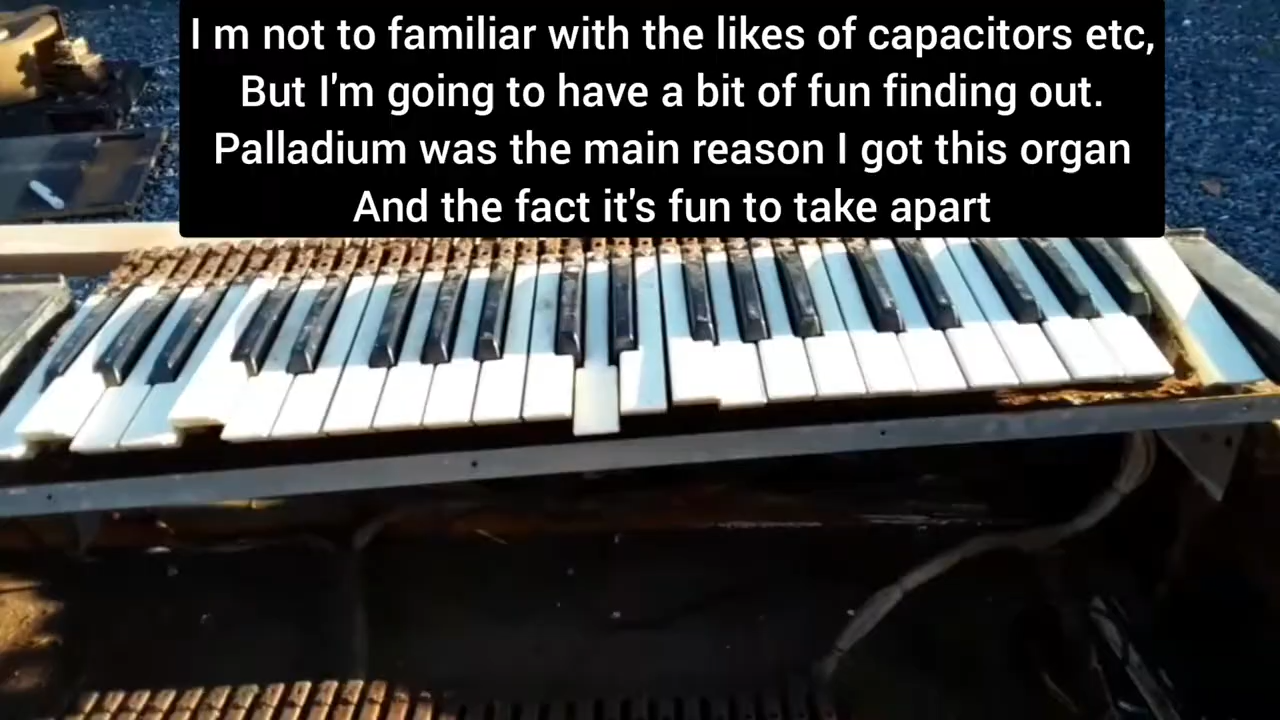 I m not to familiar with the likes of capacitors etc,
But I'm going to have a bit of fun finding out.
Palladium was the main reason I got this organ
And the fact it's fun to take apart